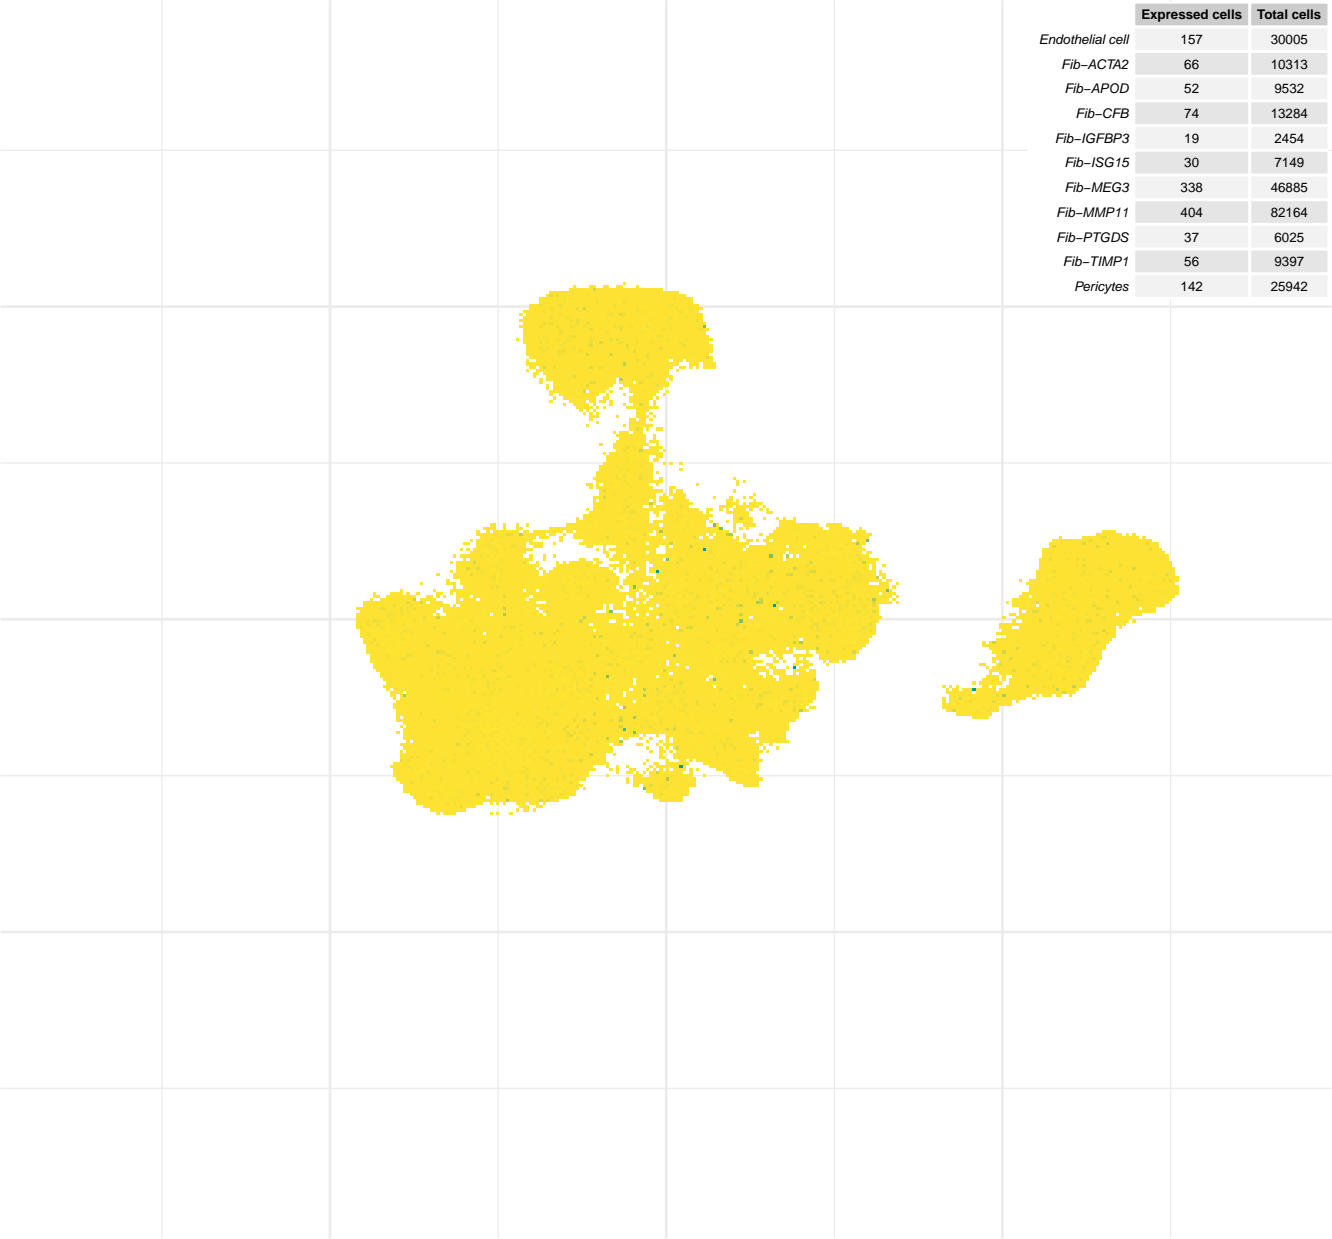 Expressed cells Total cells
Endothelial cell 157 30005
Fib−ACTA2 66 10313
Fib−APOD 52 9532
Fib−CFB 74 13284
Fib−IGFBP3 19 2454
Fib−ISG15 30 7149
Fib−MEG3 338 46885
Fib−MMP11 404 82164
Fib−PTGDS 37 6025
Fib−TIMP1 56 9397
Pericytes 142 25942